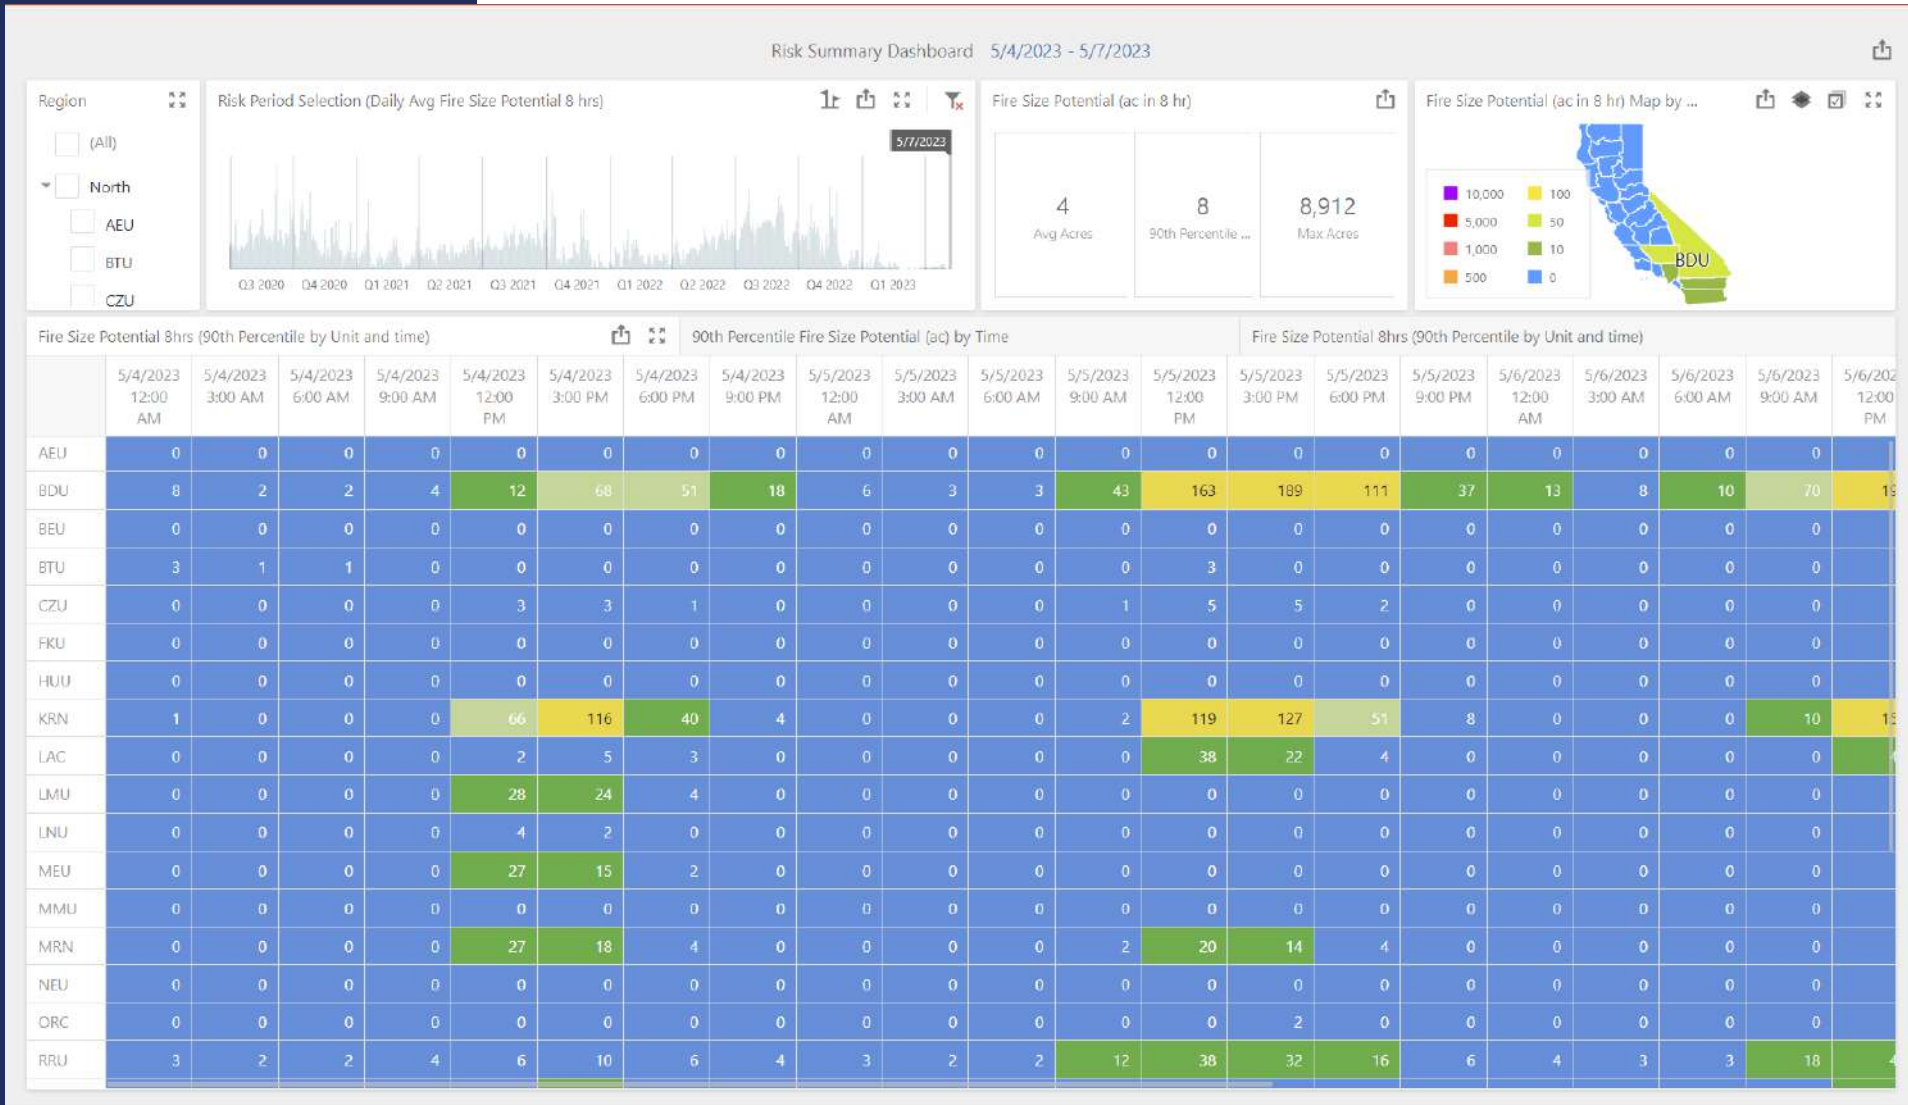 Risk Summary Dashboard 5/4/2023 - 5/7/2023
Region
(All)
North
AEU
BTU
CZU
Risk Period Selection (Daily Avg Fire Size Potential 8 hrs)
5/7/2023
Q3 2020 Q4 2020 Q1 2021 Q2 2021 Q3 2021 Q4 2021 Q1 2022 Q2 2022 Q3 2022 Q4 2022 Q1 2023
Fire Size Potential (ac in 8 hr)
4 8 8,912
Avg Acres 90th Percentile ... Max Acres
Fire Size Potential (ac in 8 hr) Map by ...
10,000 100
5,000 50
1,000 10
500 0
BDU
Fire Size Potential 8hrs (90th Percentile by Unit and time) 90th Percentile Fire Size Potential (ac) by Time Fire Size Potential 8hrs (90th Percentile by Unit and time)
5/4/2023 5/4/2023 5/4/2023 5/4/2023 5/4/2023 5/4/2023 5/4/2023 5/4/2023 5/5/2023 5/5/2023 5/5/2023 5/5/2023 5/5/2023 5/5/2023 5/5/2023 5/5/2023 5/6/2023 5/6/2023 5/6/2023 5/6/2023 5/6/202
12:00 3:00 AM 6:00 AM 9:00 AM 12:00 3:00 PM 6:00 PM 9:00 PM 12:00 3:00 AM 6:00 AM 9:00 AM 12:00 3:00 PM 6:00 PM 9:00 PM 12:00 3:00 AM 6:00 AM 9:00 AM 12:00
AM PM AM PM AM PM
AEU 0 0 0 0 0 0 0 0 0 0 0 0 0 0 0 0 0 0 0 0
BDU 8 2 2 4 12 68 51 18 6 3 3 43 163 189 111 37 13 8 10 70 19
BEU 0 0 0 0 0 0 0 0 0 0 0 0 0 0 0 0 0 0 0 0
BTU 3 1 1 0 0 0 0 0 0 0 0 0 3 0 0 0 0 0 0 0
CZU 0 0 0 0 3 3 1 0 0 0 0 1 5 5 2 0 0 0 0 0
FKU 0 0 0 0 0 0 0 0 0 0 0 0 0 0 0 0 0 0 0 0
HUU 0 0 0 0 0 0 0 0 0 0 0 0 0 0 0 0 0 0 0 0
KRN 1 0 0 0 66 116 40 4 0 0 0 2 119 127 51 8 0 0 0 10 15
LAC 0 0 0 0 2 5 3 0 0 0 0 0 38 22 4 0 0 0 0 0
LMU 0 0 0 0 28 24 4 0 0 0 0 0 0 0 0 0 0 0 0 0
LNU 0 0 0 0 4 2 0 0 0 0 0 0 0 0 0 0 0 0 0 0
MEU 0 0 0 0 27 15 2 0 0 0 0 0 0 0 0 0 0 0 0 0
MMU 0 0 0 0 0 0 0 0 0 0 0 0 0 0 0 0 0 0 0 0
MRN 0 0 0 0 27 18 4 0 0 0 0 2 20 14 4 0 0 0 0 0
NEU 0 0 0 0 0 0 0 0 0 0 0 0 0 0 0 0 0 0 0 0
ORC 0 0 0 0 0 0 0 0 0 0 0 0 0 2 0 0 0 0 0 0
RRU 3 2 2 4 6 10 6 4 3 2 2 12 38 32 16 6 4 3 3 18 4